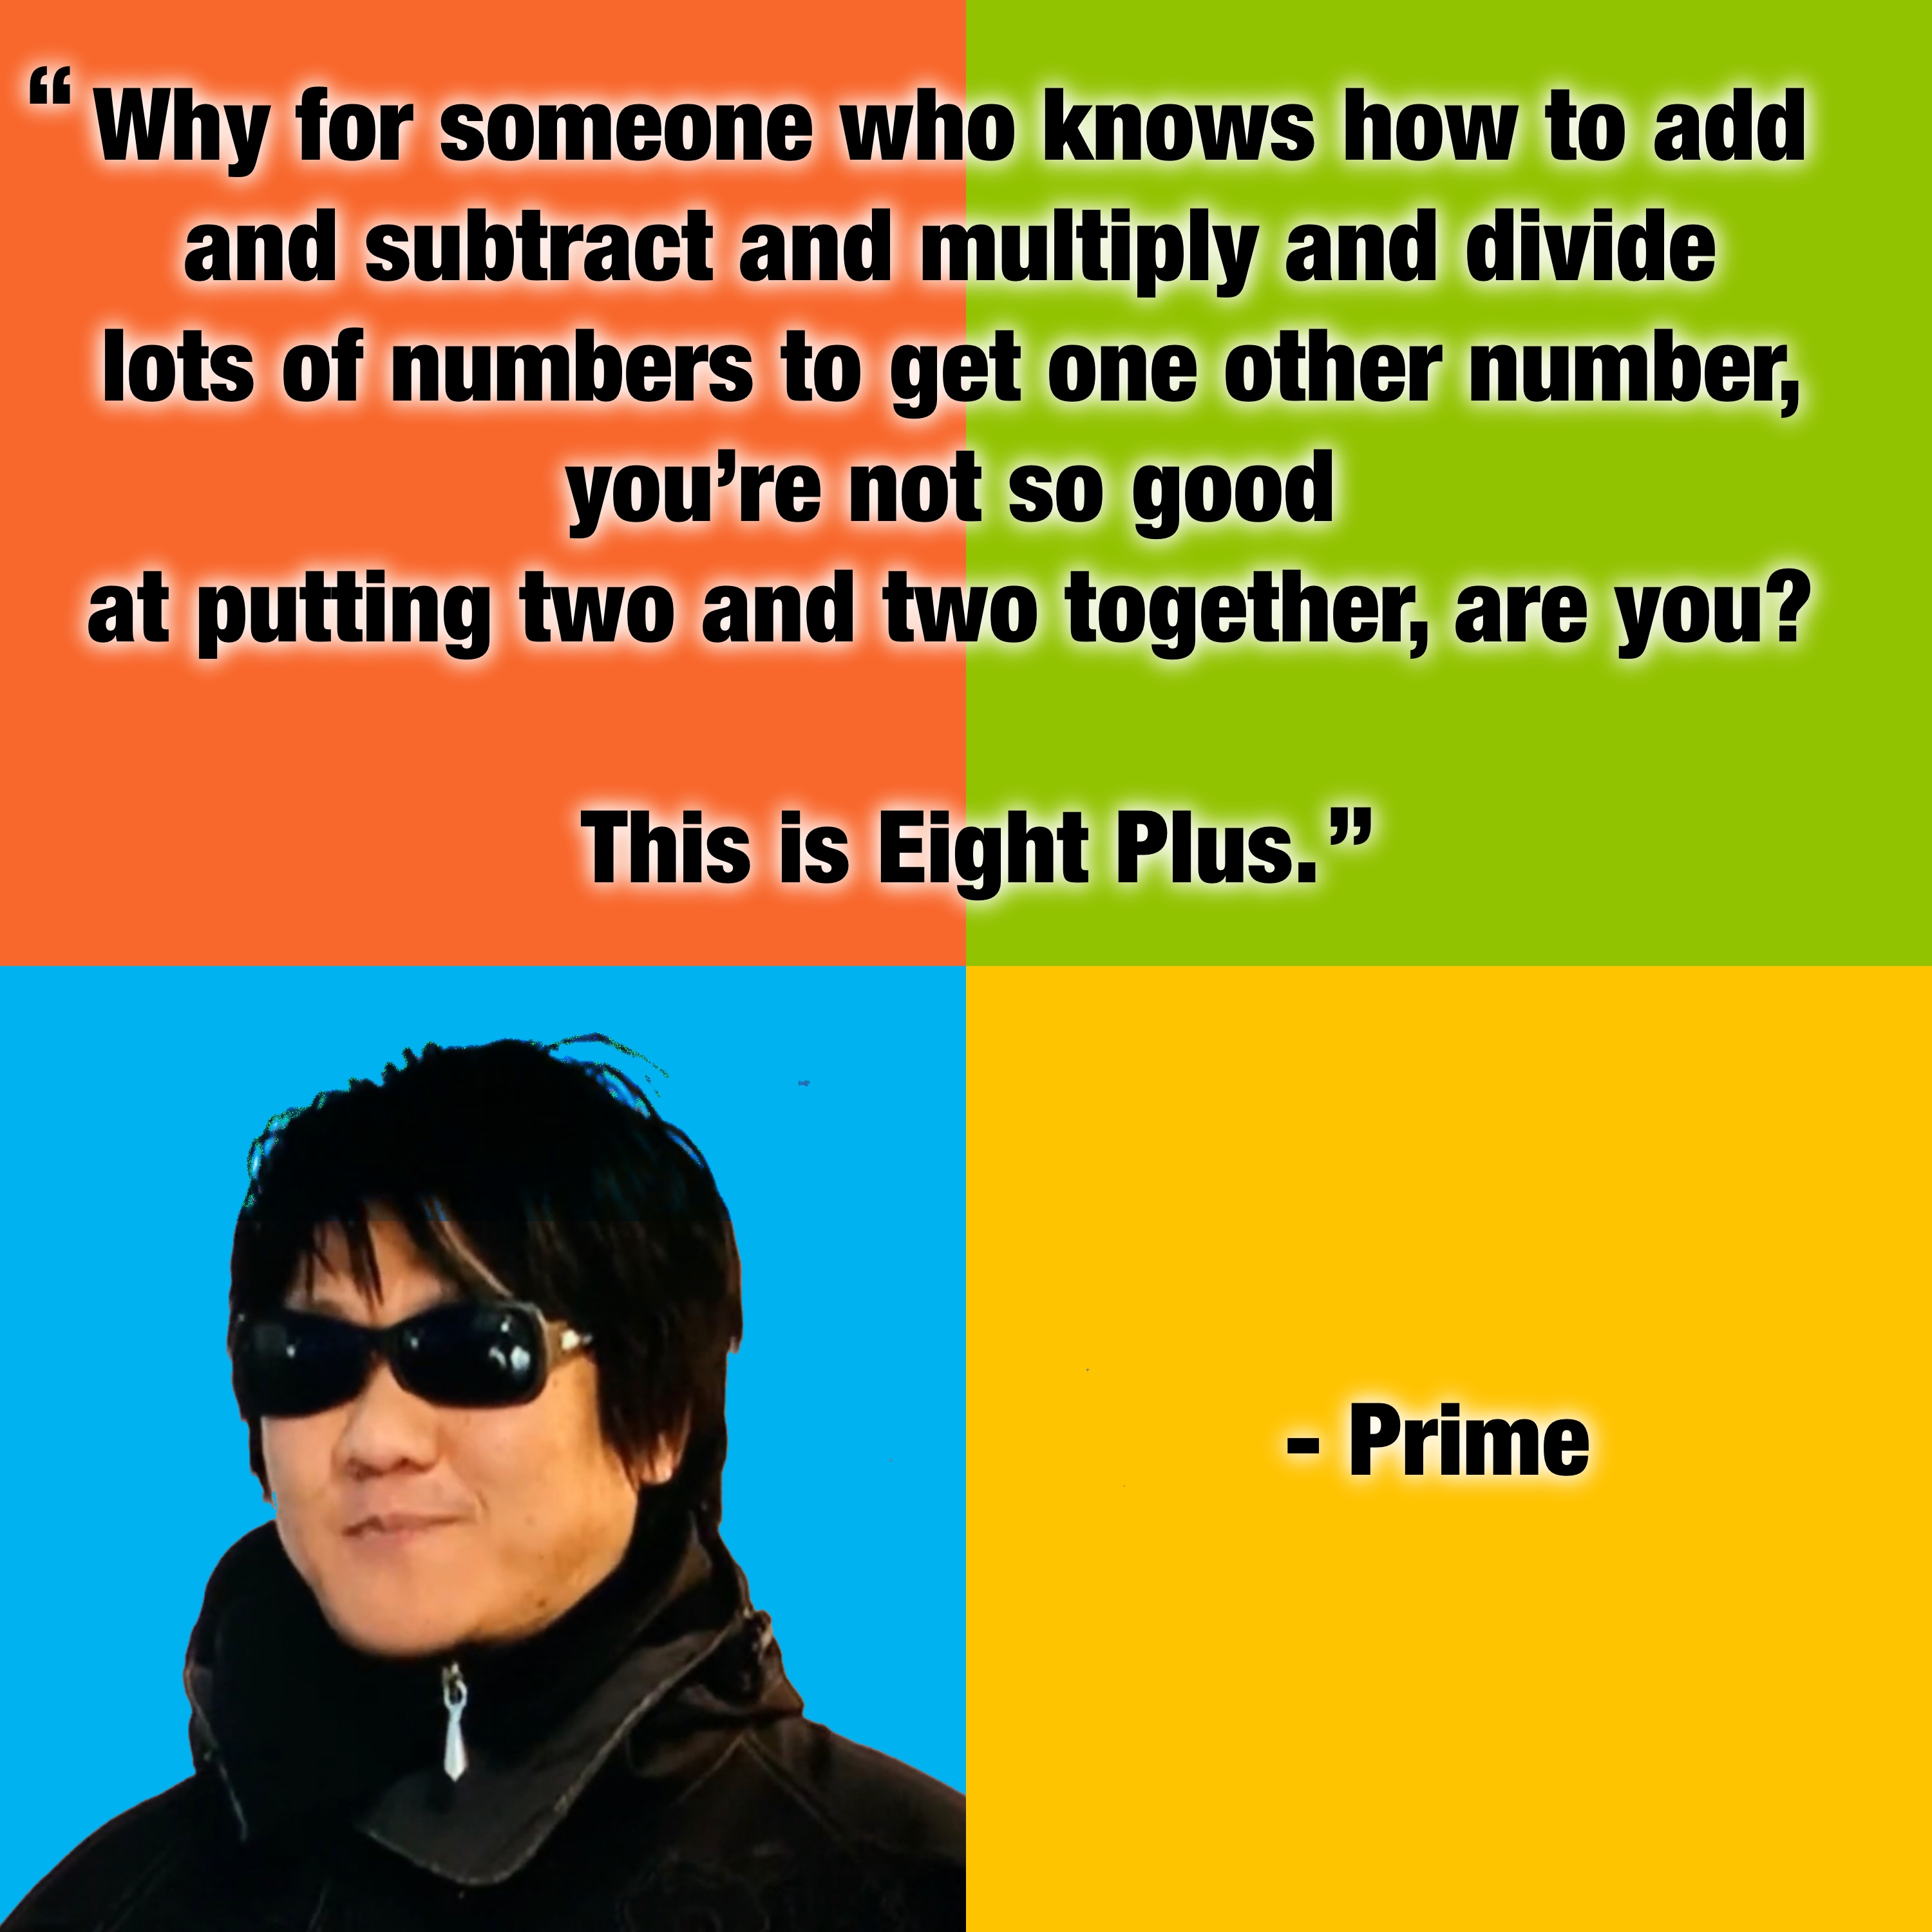 “ Why for someone who knows how to add
and subtract and multiply and divide
lots of numbers to get one other number,
you’re not so good
at putting two and two together, are you?
This is Eight Plus.”
- Prime